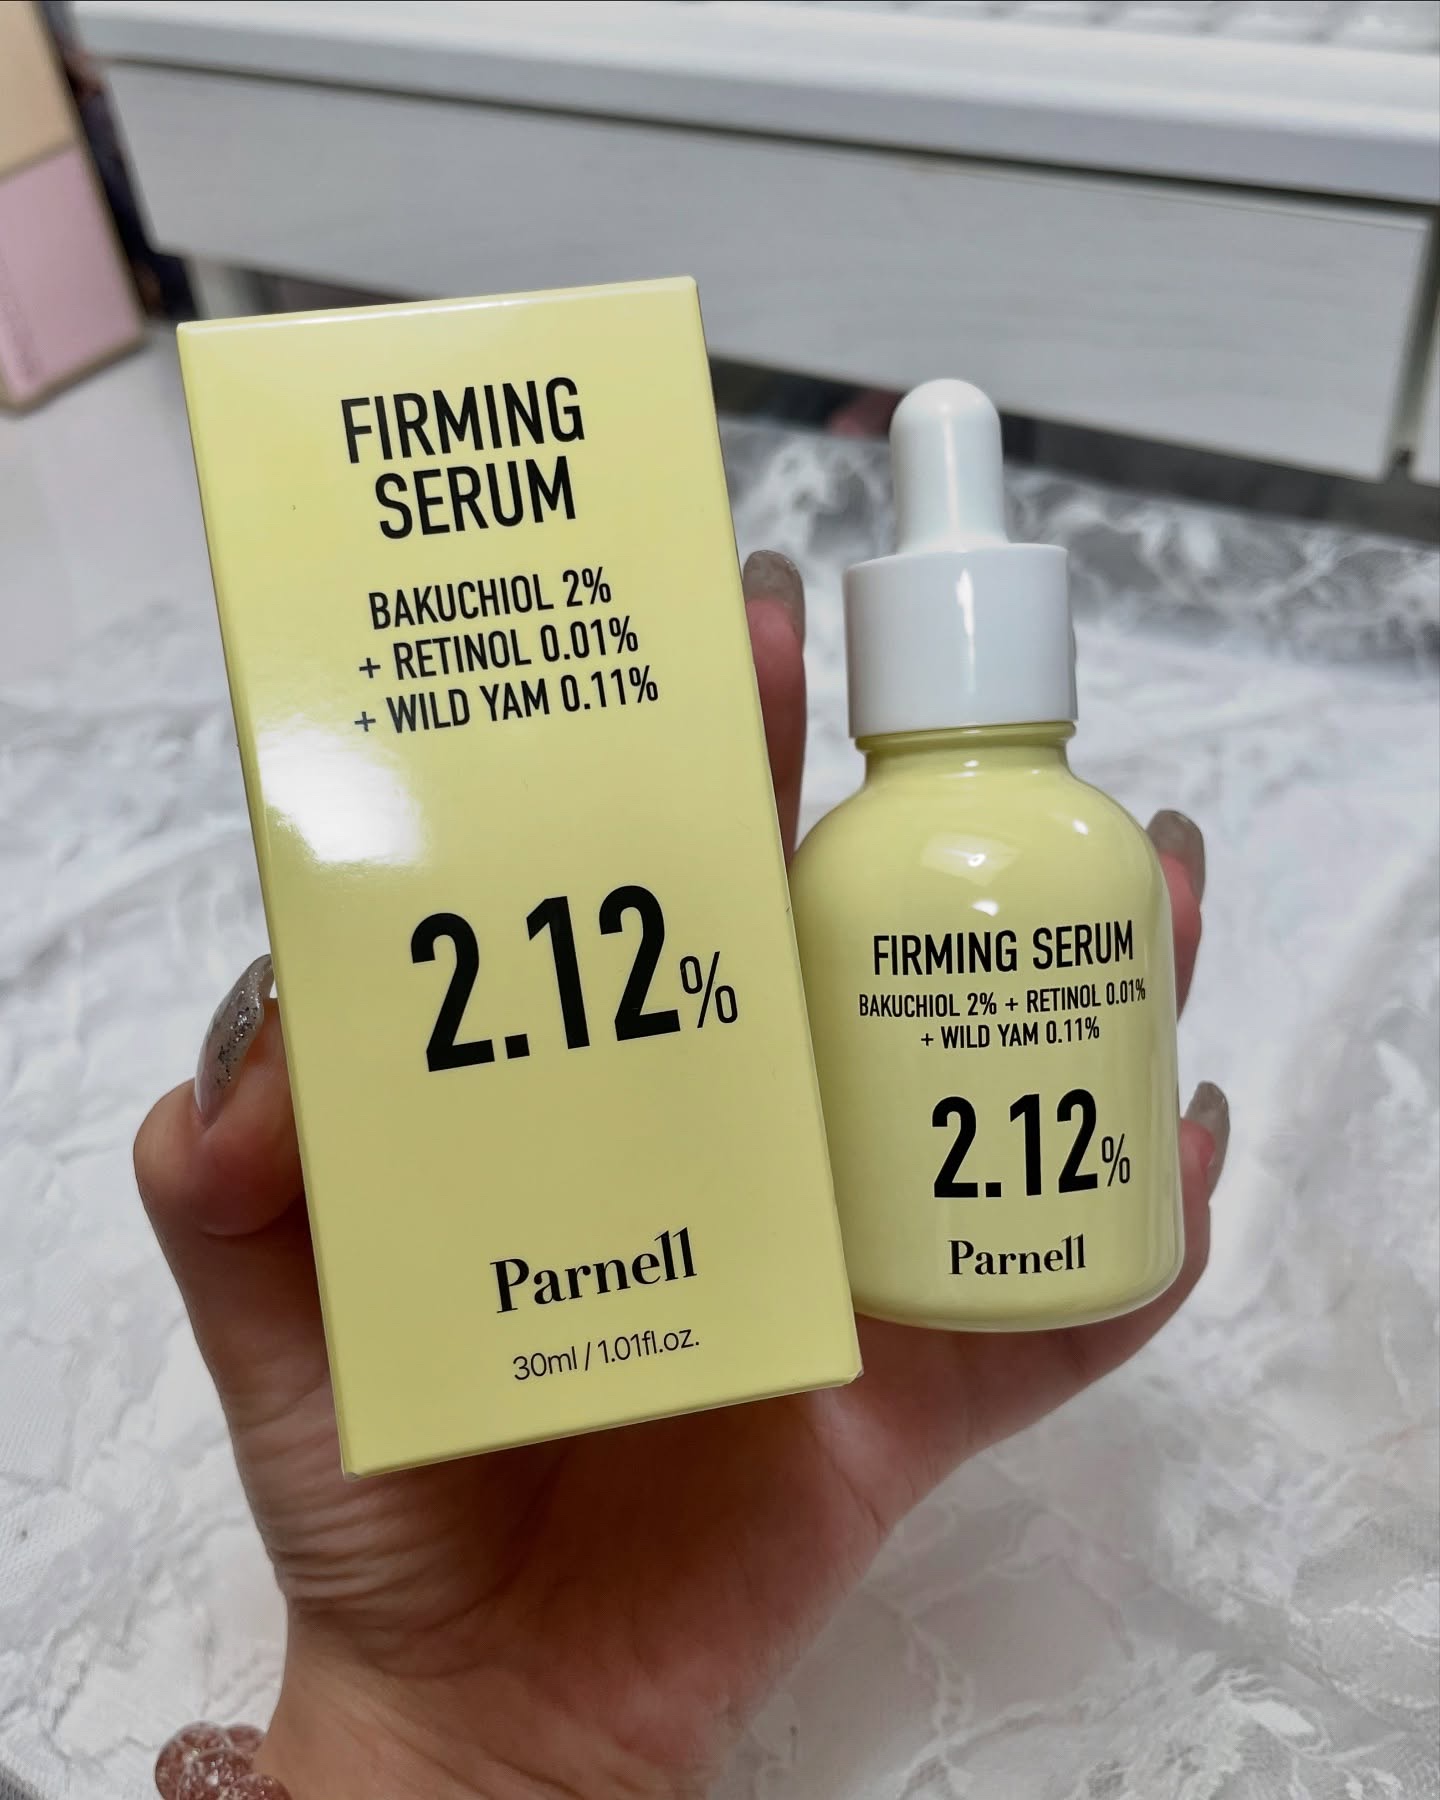 FIRMING
SERUM
BAKUCHIOL 2%
+ RETINOL 0.01%
+ WILD YAM 0.11%
2.12%
Parnell
30ml / 1.01fl.oz.
FIRMING SERUM
BAKUCHIOL 2% + RETINOL 0.01%
+ WILD YAM 0.11%
2.12%
Parnell